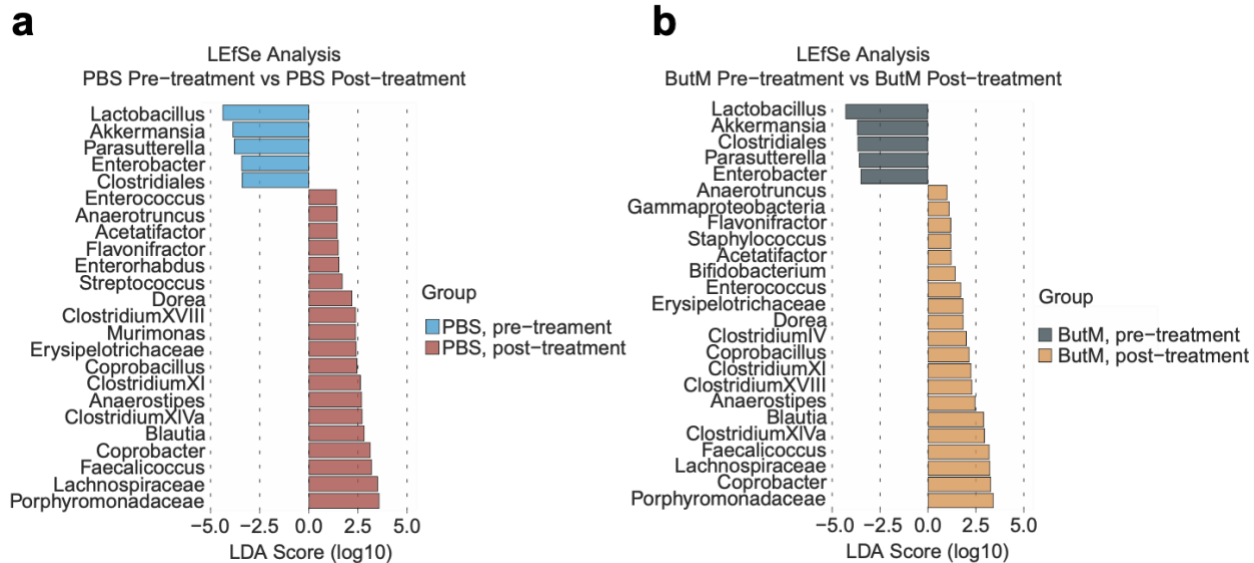 a
LEfSe Analysis
PBS Pre-treatment vs PBS Post-treatment
Lactobacillus
Akkermansia
Parasutterella
Enterobacter
Clostridiales
Enterococcus
Anaerotruncus
Acetatifactor
Flavonifractor
Enterorhabdus
Streptococcus
Dorea
ClostridiumXVIII
Murimonas
Erysipelotrichaceae
Coprobacillus
ClostridiumXI
Anaerostipes
ClostridiumXIVa
Blautia
Coprobacter
Faecalicoccus
Lachnospiraceae
Porphyromonadaceae
−5.0 −2.5 0.0 2.5 5.0
LDA Score (log10)
Group
PBS, pre-treament
PBS, post-treatment
b
LEfSe Analysis
ButM Pre-treatment vs ButM Post-treatment
Lactobacillus
Akkermansia
Clostridiales
Parasutterella
Enterobacter
Anaerotruncus
Gammaproteobacteria
Flavonifractor
Staphylococcus
Acetatifactor
Bifidobacterium
Enterococcus
Erysipelotrichaceae
Dorea
ClostridiumIV
Coprobacillus
ClostridiumXI
ClostridiumXVIII
Anaerostipes
Blautia
ClostridiumXIVa
Faecalicoccus
Lachnospiraceae
Coprobacter
Porphyromonadaceae
−5.0 −2.5 0.0 2.5 5.0
LDA Score (log10)
Group
ButM, pre-treatment
ButM, post-treatment